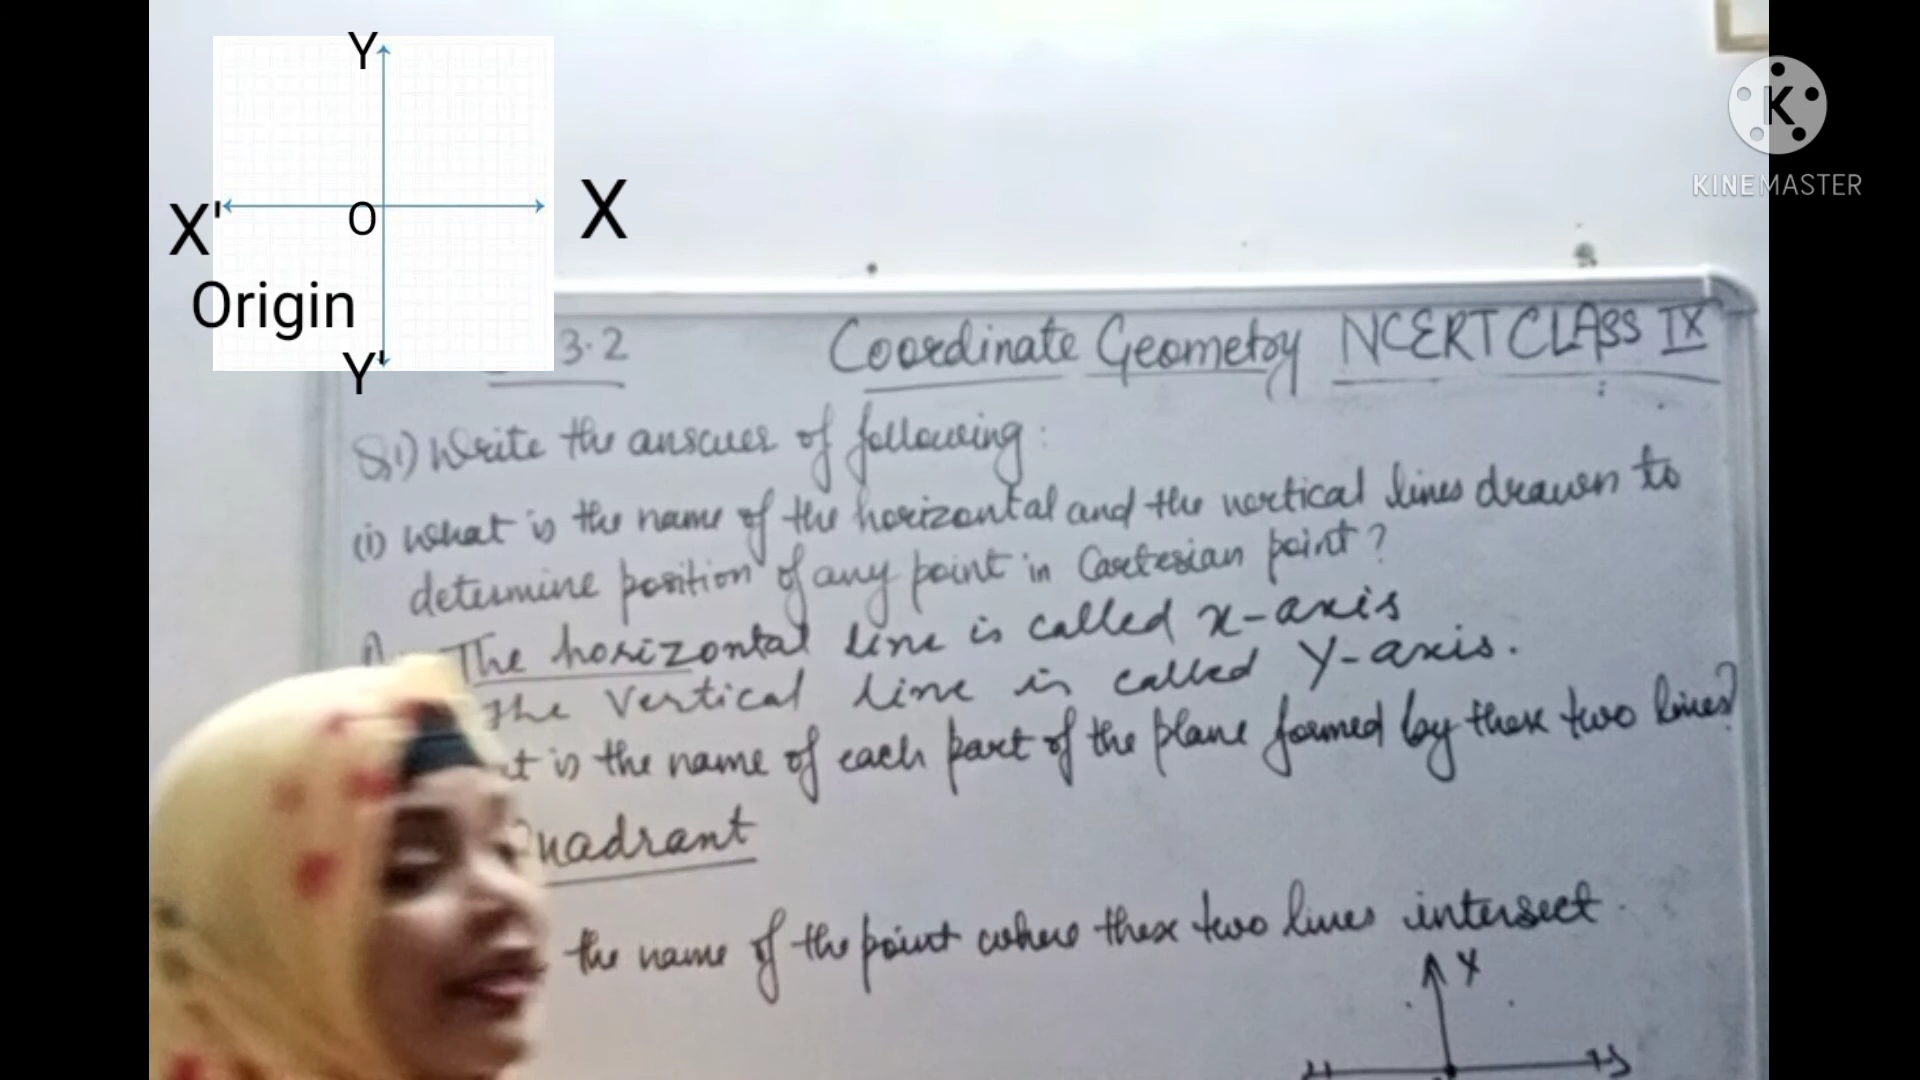 Y
X'
O
X
Origin
Y'
K
KINEMASTER
3.2 Coordinate Geometry NCERT CLASS IX
Q.1) Write the answer of following:
(i) What is the name of the horizontal and the vertical lines drawn to
determine position of any point in Cartesian point?
The horizontal line is called x-axis
The vertical line is called Y-axis.
is the name of each part of the plane formed by these two lines?
Quadrant
the name of the point where these two lines intersect.